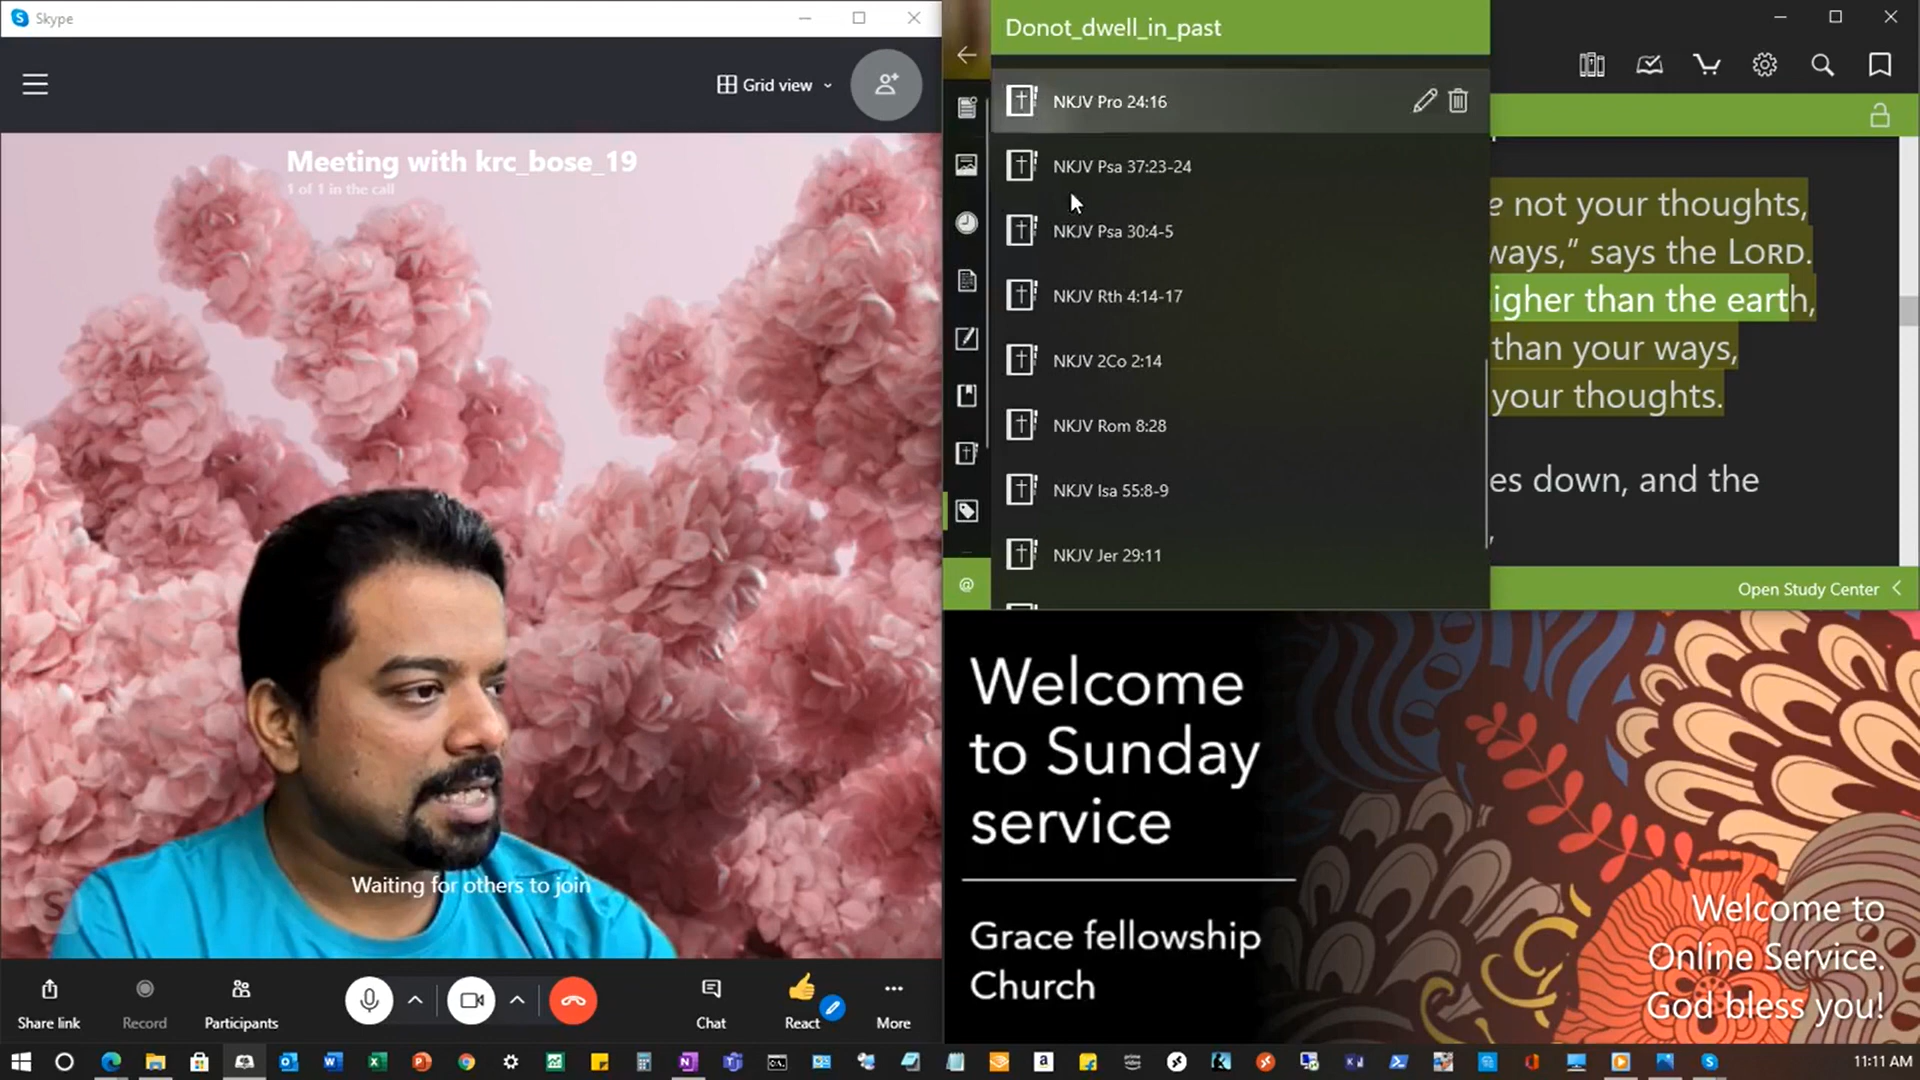 Skype
Grid view
Meeting with krc_bose_19
1 of 1 in the call
Waiting for others to join
Share link
Record
Participants
Chat
React
More
Donot_dwell_in_past
NKJV Pro 24:16
NKJV Psa 37:23-24
NKJV Psa 30:4-5
NKJV Rth 4:14-17
NKJV 2Co 2:14
NKJV Rom 8:28
NKJV Isa 55:8-9
NKJV Jer 29:11
@
e not your thoughts,
ways,” says the LORD.
igher than the earth,
than your ways,
your thoughts.
es down, and the
Open Study Center
Welcome
to Sunday
service
Grace fellowship
Church
Welcome to
Online Service.
God bless you!
11:11 AM